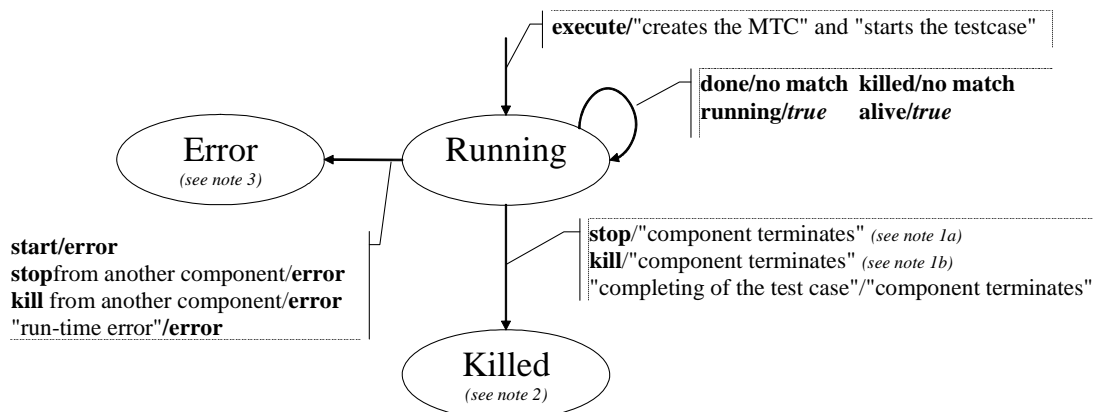 execute/"creates the MTC" and "starts the testcase"
done/no match killed/no match
running/true alive/true
Error
(see note 3)
Running
start/error
stopfrom another component/error
kill from another component/error
"run-time error"/error
stop/"component terminates" (see note 1a)
kill/"component terminates" (see note 1b)
"completing of the test case"/"component terminates"
Killed
(see note 2)